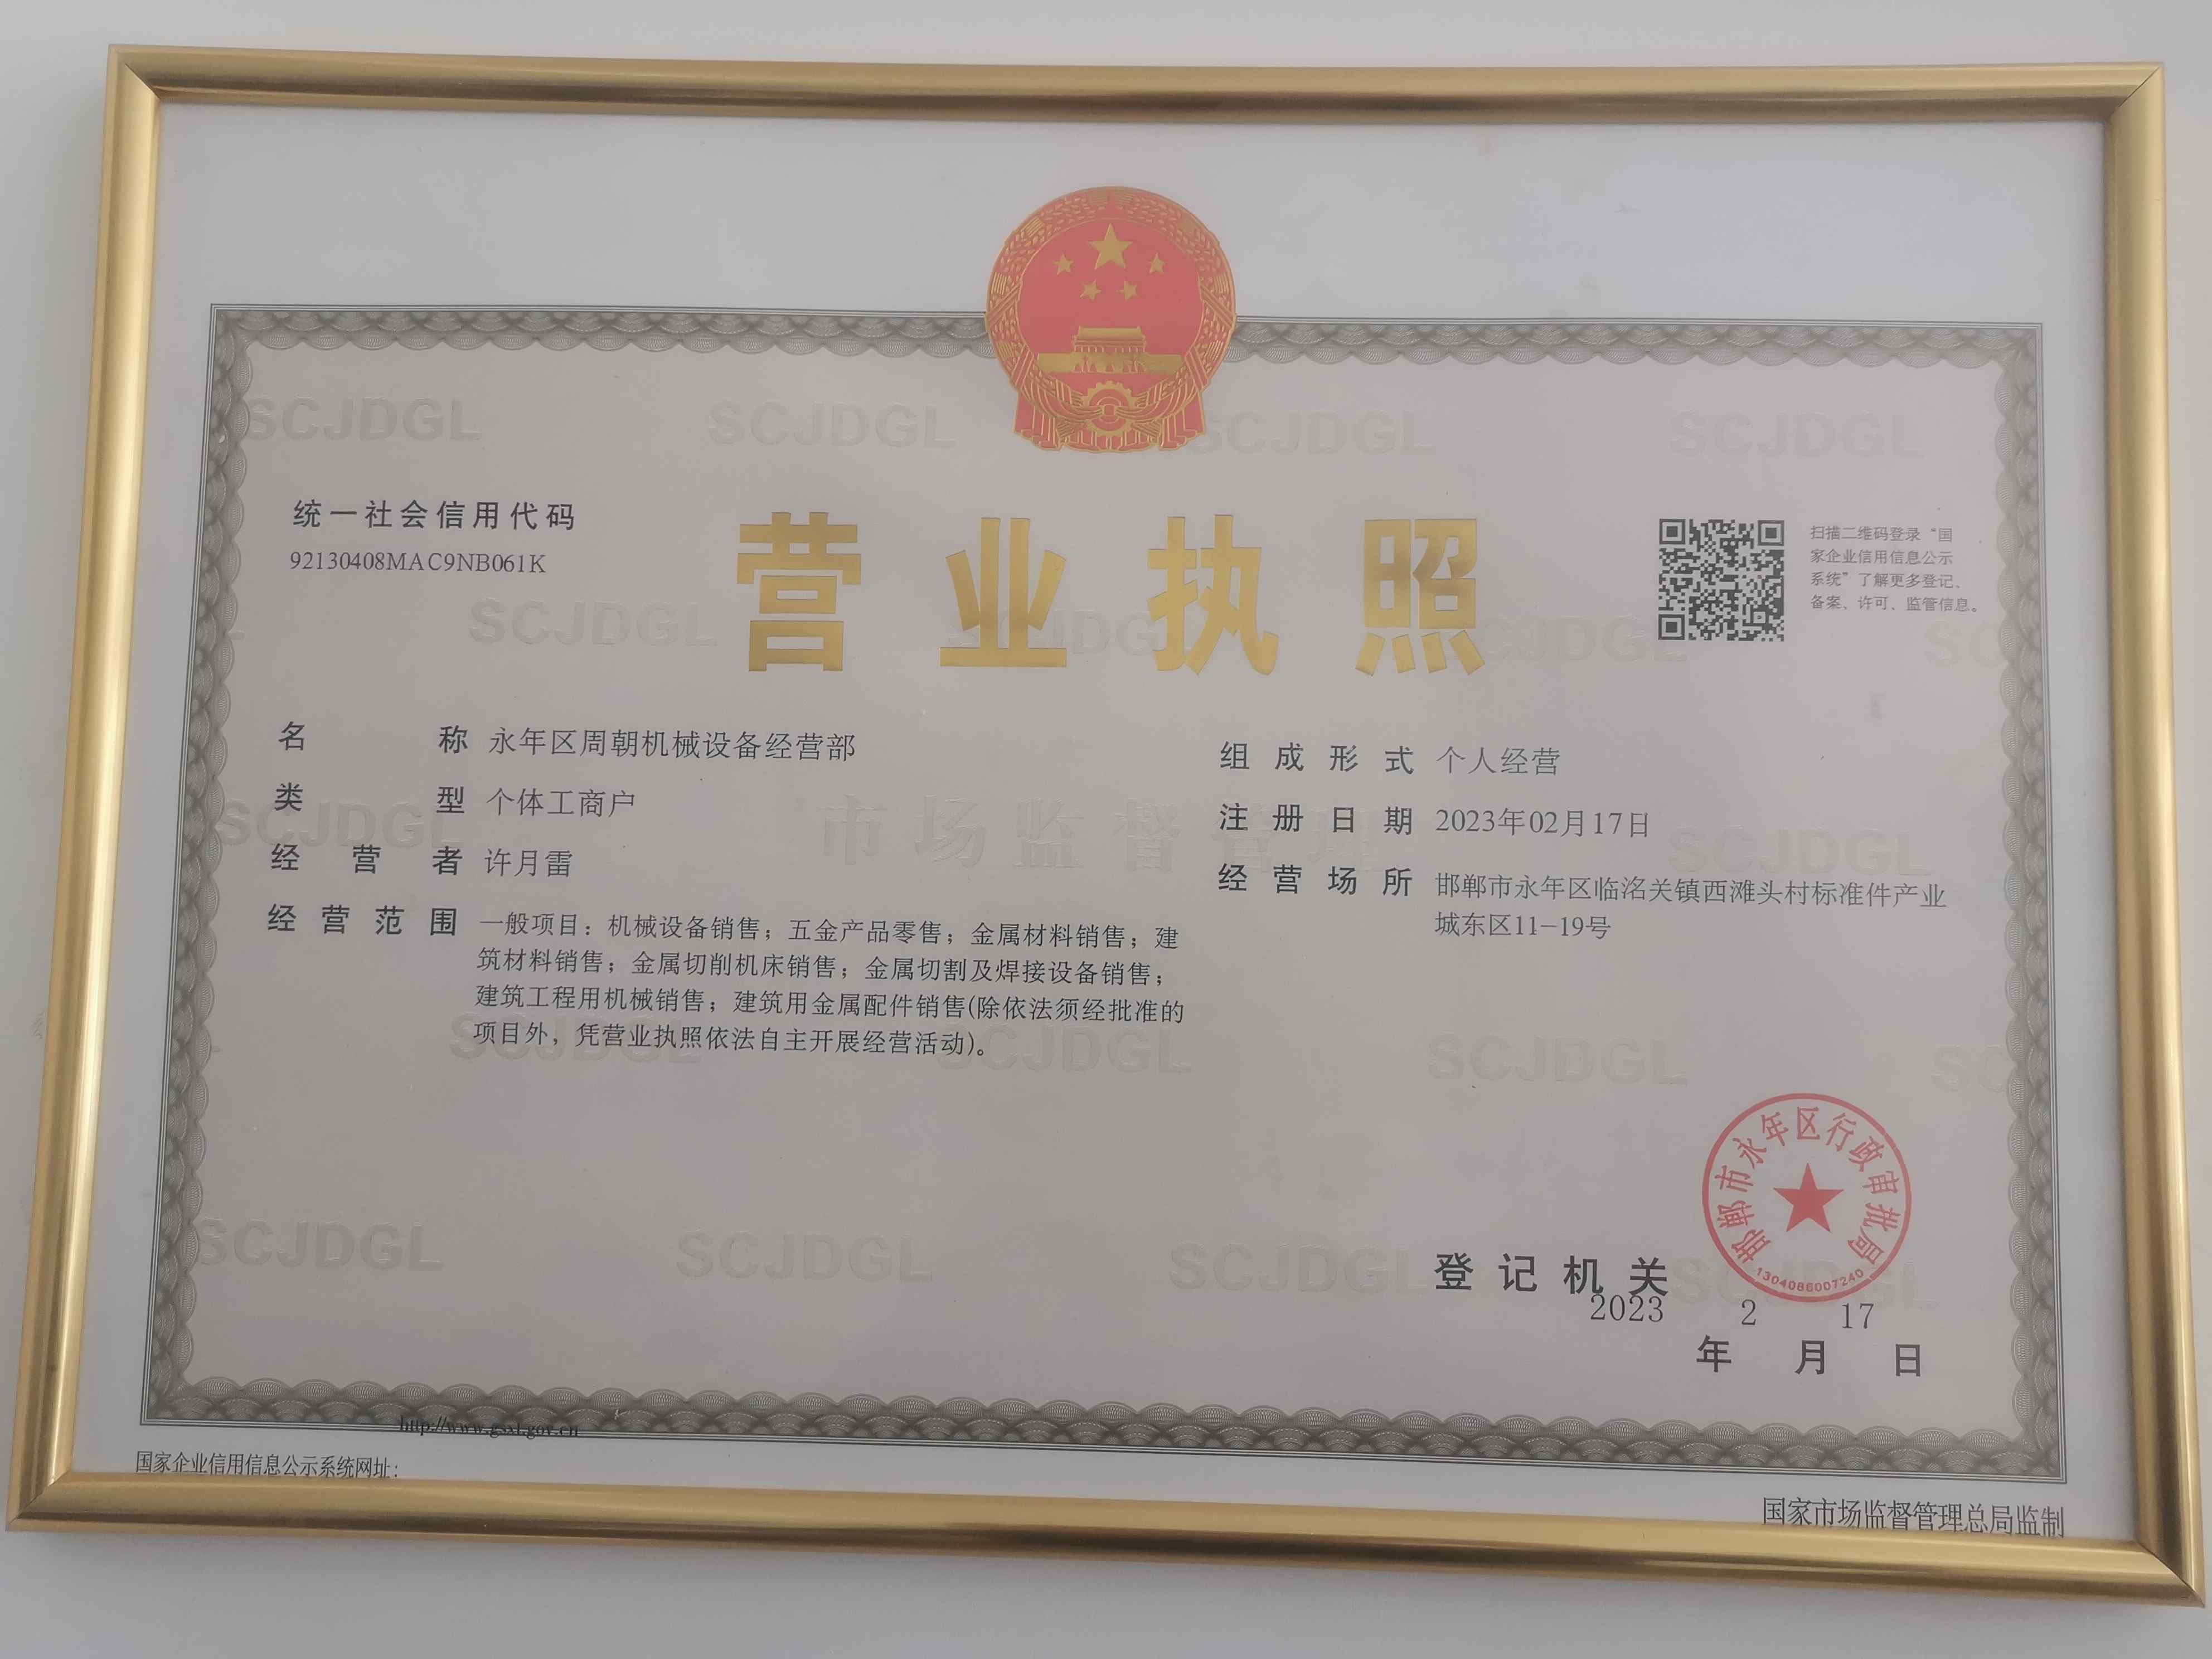 统一社会信用代码
92130408MAC9NB061K
营业执照
扫描二维码登录“国
家企业信用信息公示
系统”了解更多登记、
备案、许可、监管信息。
名称 永年区周朝机械设备经营部
类型 个体工商户
经营者 许月雷
经营范围 一般项目：机械设备销售；五金产品零售；金属材料销售；建
筑材料销售；金属切削机床销售；金属切割及焊接设备销售；
建筑工程用机械销售；建筑用金属配件销售(除依法须经批准的
项目外，凭营业执照依法自主开展经营活动)。
组成形式 个人经营
注册日期 2023年02月17日
经营场所 邯郸市永年区临洺关镇西滩头村标准件产业
城东区11-19号
邯郸市永年区行政审批局
1304086007240
登记机关
2023 2 17
年 月 日
http://www.gsxt.gov.cn
国家企业信用信息公示系统网址：
国家市场监督管理总局监制
SCJDGL
市场监督管理